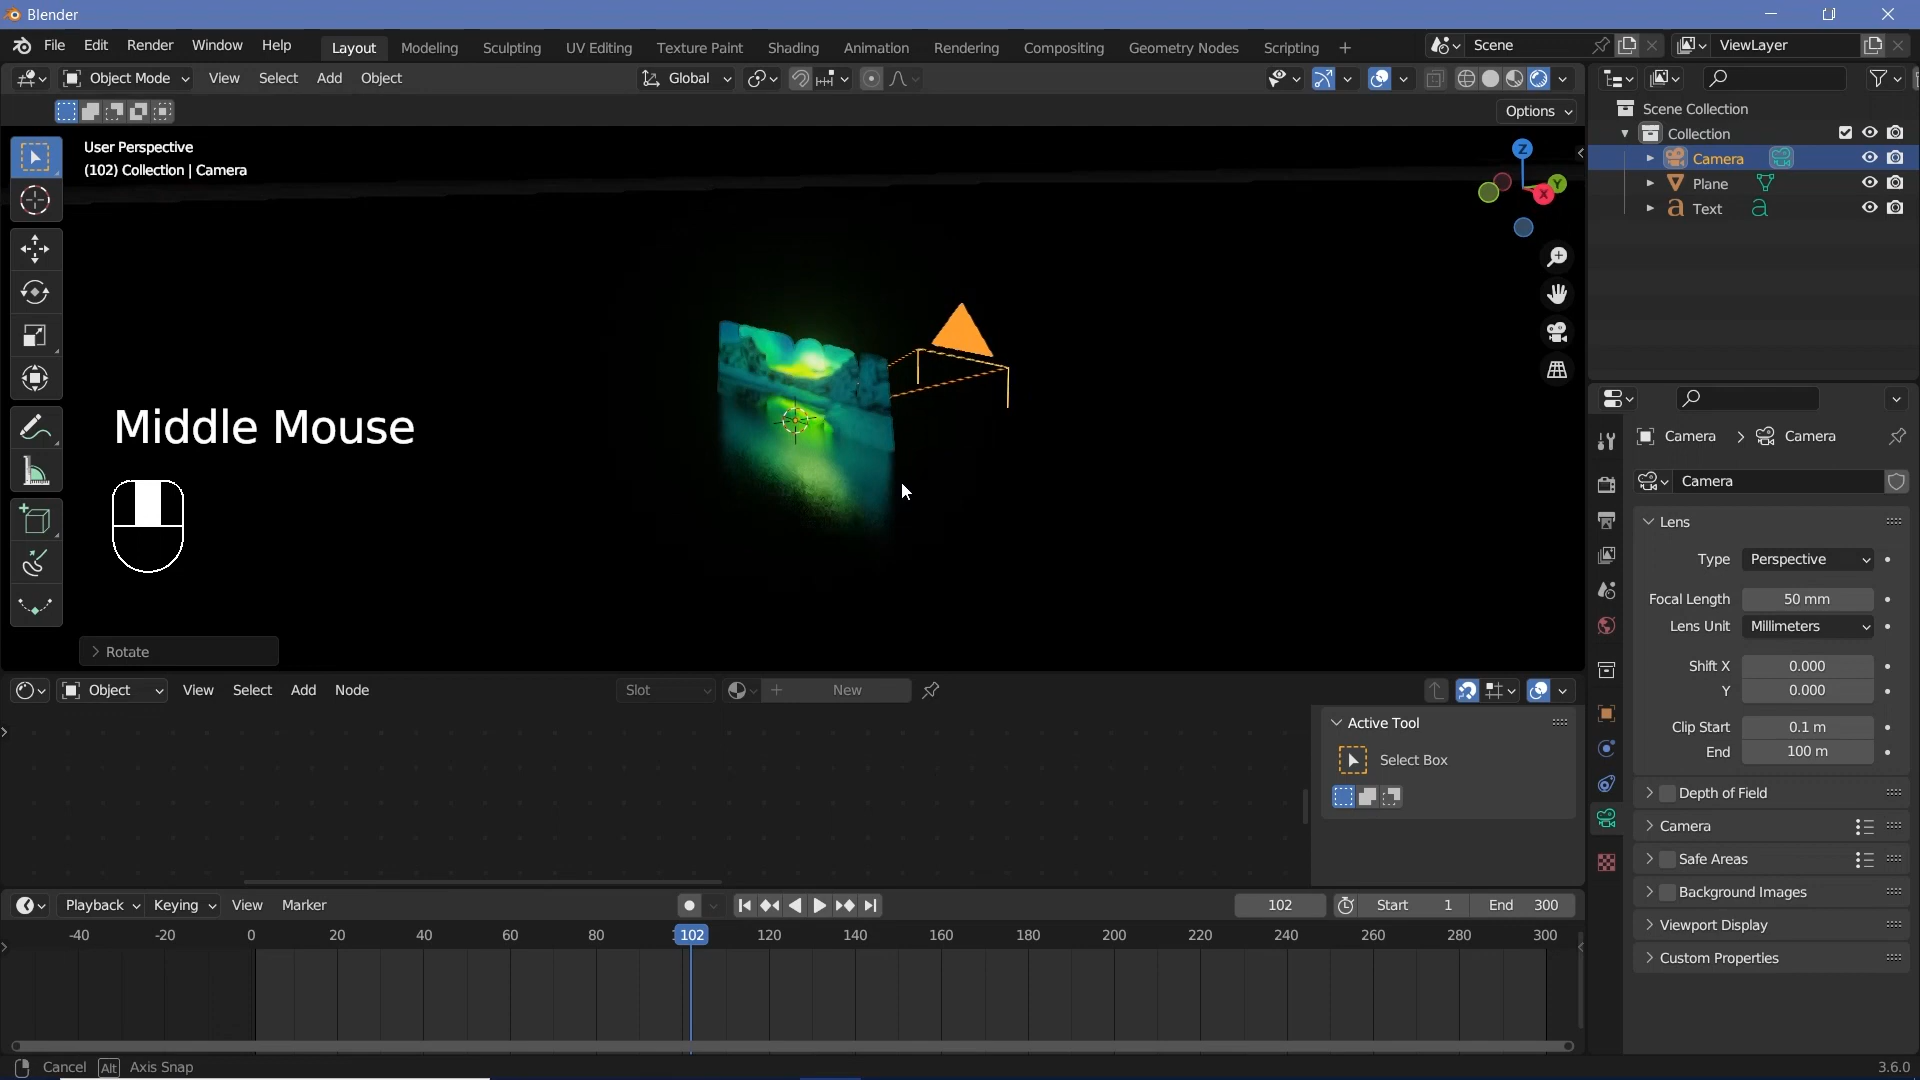 Blender
File Edit Render Window Help
Layout Modeling Sculpting UV Editing Texture Paint Shading Animation Rendering Compositing Geometry Nodes Scripting +
Scene
ViewLayer
Object Mode View Select Add Object
Global
Options
User Perspective
(102) Collection | Camera
Z
Y
X
Scene Collection
Collection
Camera
Plane
Text
Middle Mouse
Rotate
Camera > Camera
Camera
Lens
Type Perspective
Focal Length 50 mm
Lens Unit Millimeters
Shift X 0.000
Y 0.000
Clip Start 0.1 m
End 100 m
Depth of Field
Camera
Safe Areas
Background Images
Viewport Display
Custom Properties
Object View Select Add Node
Slot
New
Active Tool
Select Box
Playback Keying View Marker
102
Start 1
End 300
-40 -20 0 20 40 60 80 102 120 140 160 180 200 220 240 260 280 300
Cancel Alt Axis Snap
3.6.0